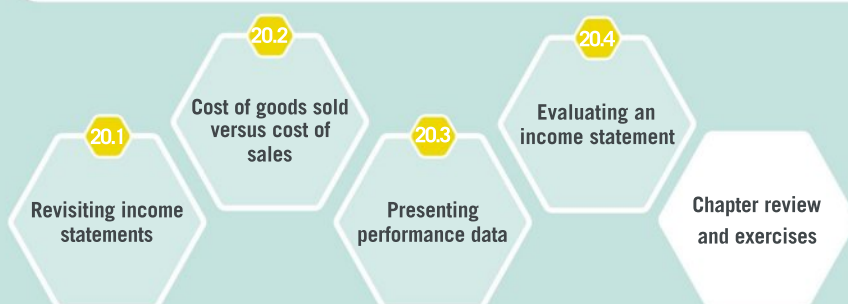 20.1
Revisiting income
statements
20.2
Cost of goods sold
versus cost of
sales
20.3
Presenting
performance data
20.4
Evaluating an
income statement
Chapter review
and exercises